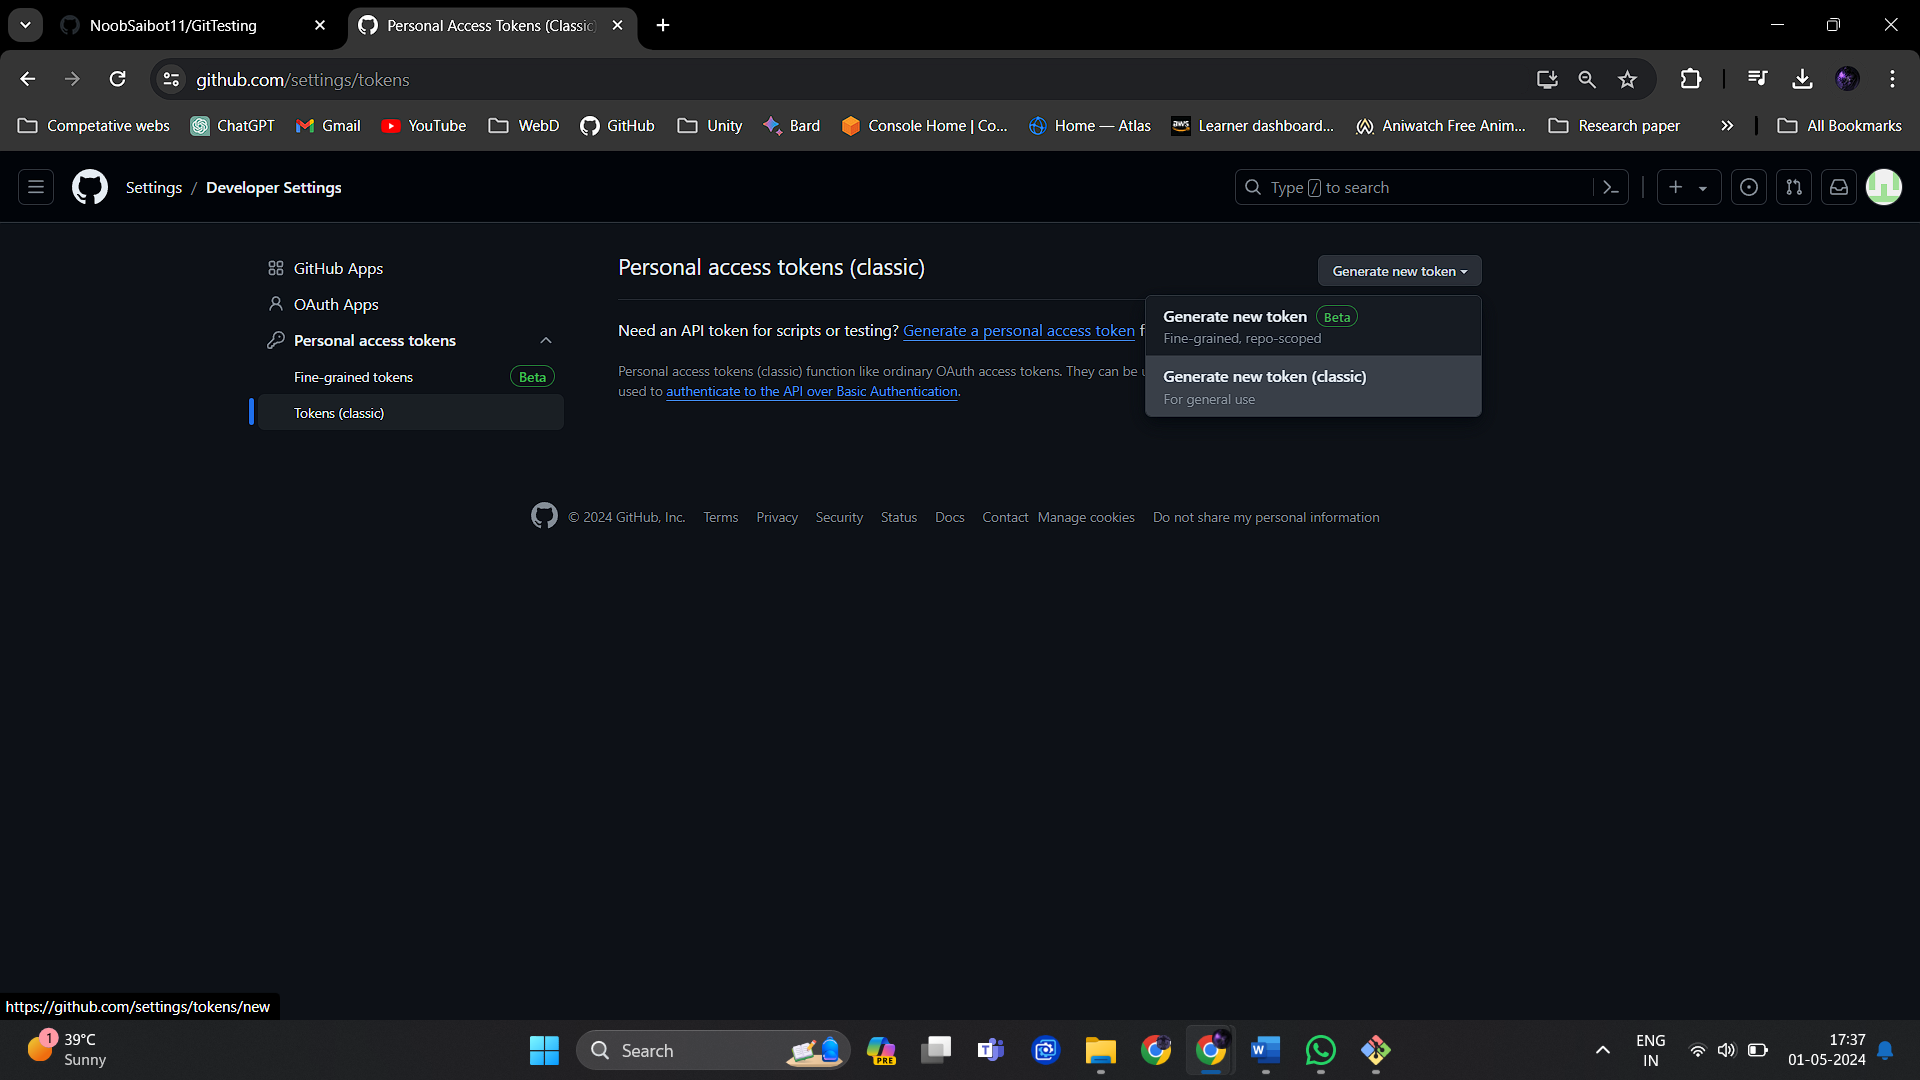 NoobSaibot11/GitTesting
Personal Access Tokens (Classic)
github.com/settings/tokens
Competative webs
ChatGPT
Gmail
YouTube
WebD
GitHub
Unity
Bard
Console Home | Co...
Home — Atlas
aws
Learner dashboard...
Aniwatch Free Anim...
Research paper
All Bookmarks
Settings / Developer Settings
Type / to search
GitHub Apps
OAuth Apps
Personal access tokens
Fine-grained tokens Beta
Tokens (classic)
Personal access tokens (classic)
Generate new token
Need an API token for scripts or testing? Generate a personal access token f
Personal access tokens (classic) function like ordinary OAuth access tokens. They can be u
used to authenticate to the API over Basic Authentication.
Generate new token Beta
Fine-grained, repo-scoped
Generate new token (classic)
For general use
© 2024 GitHub, Inc. Terms Privacy Security Status Docs Contact Manage cookies Do not share my personal information
https://github.com/settings/tokens/new
1
39°C
Sunny
Search
PRE
ENG
IN
17:37
01-05-2024